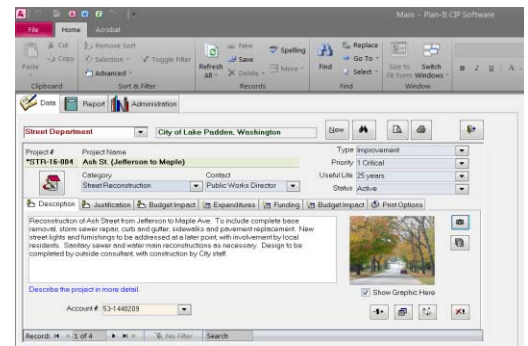 Main - Plan-It CIP Software
File Home Acrobat
Paste Cut Copy Remove Sort Selection Toggle Filter Advanced Refresh All New Save Delete Spelling More Find Replace Go To Select Size to Fit Form Switch Windows B I U A
Clipboard Sort & Filter Records Find Window
Data Report Administration
Street Department City of Lake Padden, Washington New
Project # Project Name Type Improvement
*STR-16-004 Ash St. (Jefferson to Maple) Priority 1 Critical
Category Contact Useful Life 25 years
Street Reconstruction Public Works Director Status Active
Description Justification Budget Impact Expenditures Funding Budget Impact Print Options
Reconstruction of Ash Street from Jefferson to Maple Ave. To include complete base
removal, storm sewer repair, curb and gutter, sidewalks and pavement replacement. New
street lights and furnishings to be addressed at a later point, with involvement by local
residents. Sanitary sewer and water main reconstructions as necessary. Design to be
completed by outside consultant, with construction by City staff.
Describe the project in more detail. Show Graphic Here
Account #: 53-1440209
Record: 1 of 4 No Filter Search